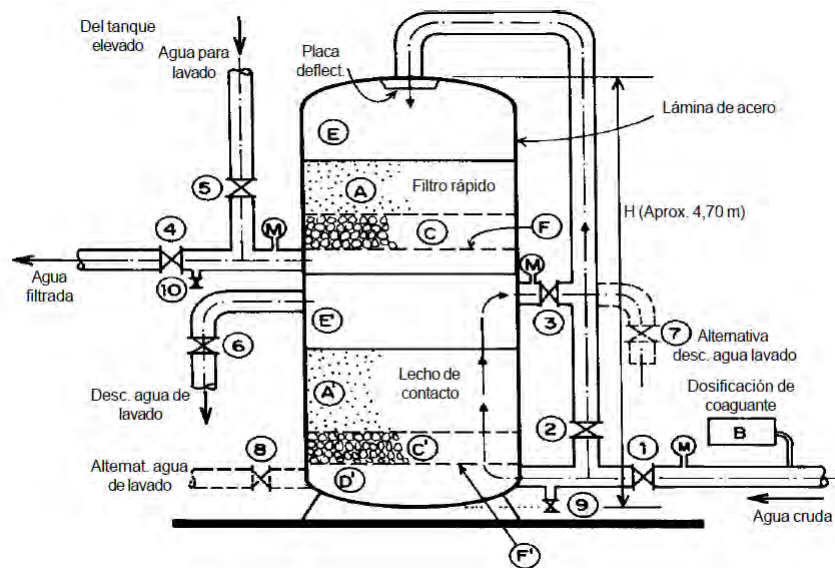 Del tanque
elevado
Agua para
lavado
Placa
deflect.
Lámina de acero
E
5
A
Filtro rápido
H (Aprox. 4,70 m)
4
M
C
F
Agua
filtrada
10
M
3
E'
6
7
Alternativa
desc. agua lavado
Desc. agua de
lavado
A'
Lecho de
contacto
Dosificación de
coaguante
2
1
M
B
8
C'
Alternat. agua
de lavado
D'
9
Agua cruda
F'